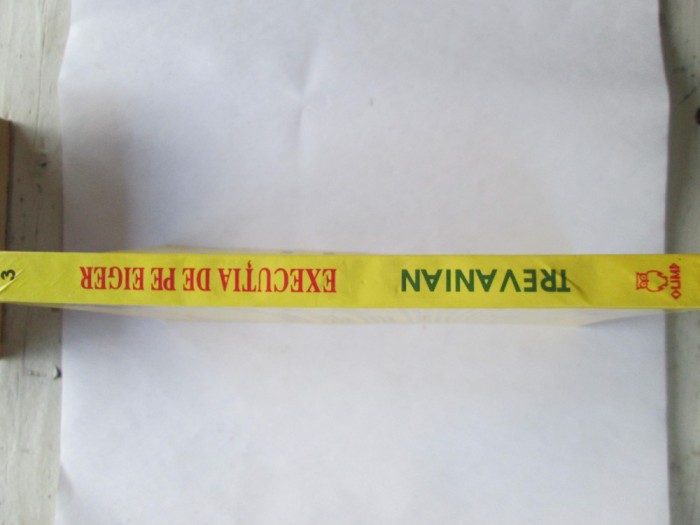 OLIMP
TREVANIAN
EXECUȚIA DE PE EIGER
3